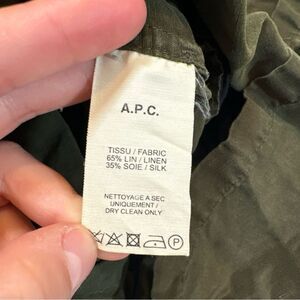 A.P.C.
TISSU / FABRIC
65% LIN / LINEN
35% SOIE / SILK
NETTOYAGE A SEC
UNIQUEMENT /
DRY CLEAN ONLY
P